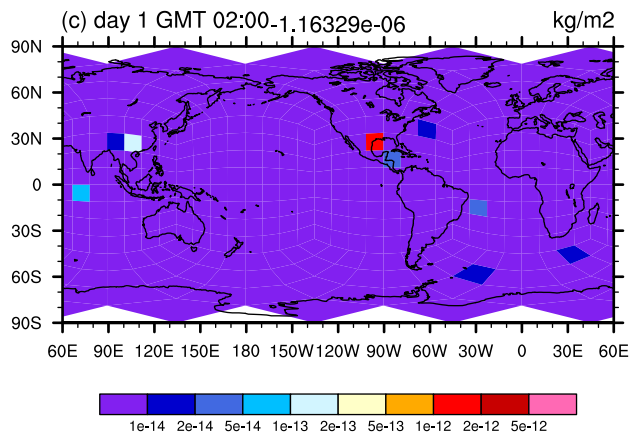 (c) day 1 GMT 02:00-1.16329e-06 kg/m2
90N
60N
30N
0
30S
60S
90S
60E 90E 120E 150E 180 150W 120W 90W 60W 30W 0 30E 60E
1e-14 2e-14 5e-14 1e-13 2e-13 5e-13 1e-12 2e-12 5e-12